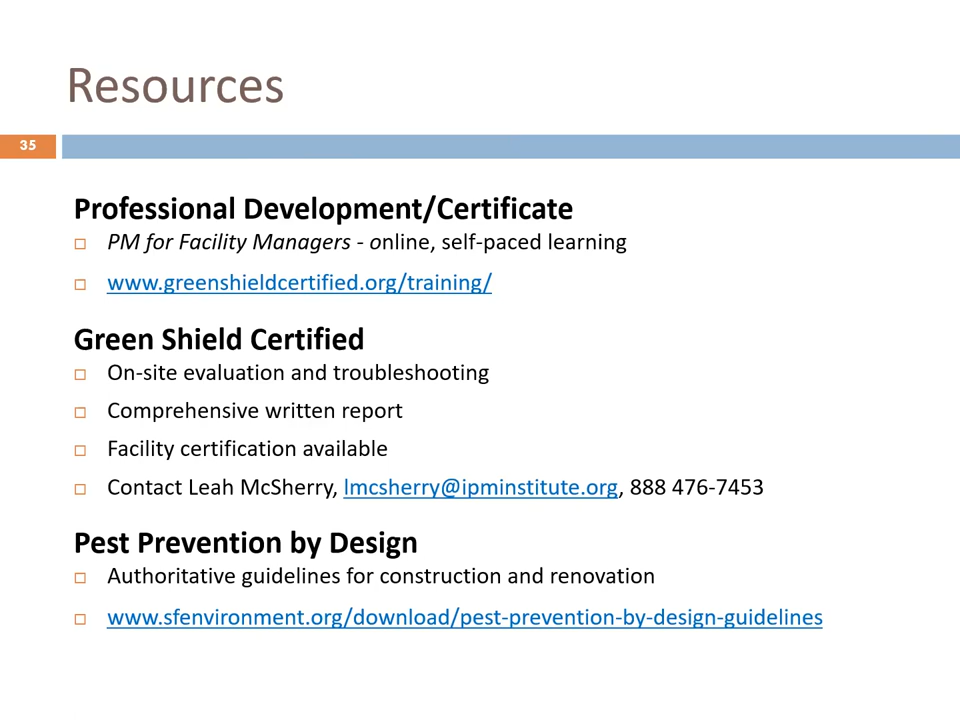 Resources
35
Professional Development/Certificate
PM for Facility Managers - online, self-paced learning
www.greenshieldcertified.org/training/
Green Shield Certified
On-site evaluation and troubleshooting
Comprehensive written report
Facility certification available
Contact Leah McSherry, lmcsherry@ipminstitute.org, 888 476-7453
Pest Prevention by Design
Authoritative guidelines for construction and renovation
www.sfenvironment.org/download/pest-prevention-by-design-guidelines